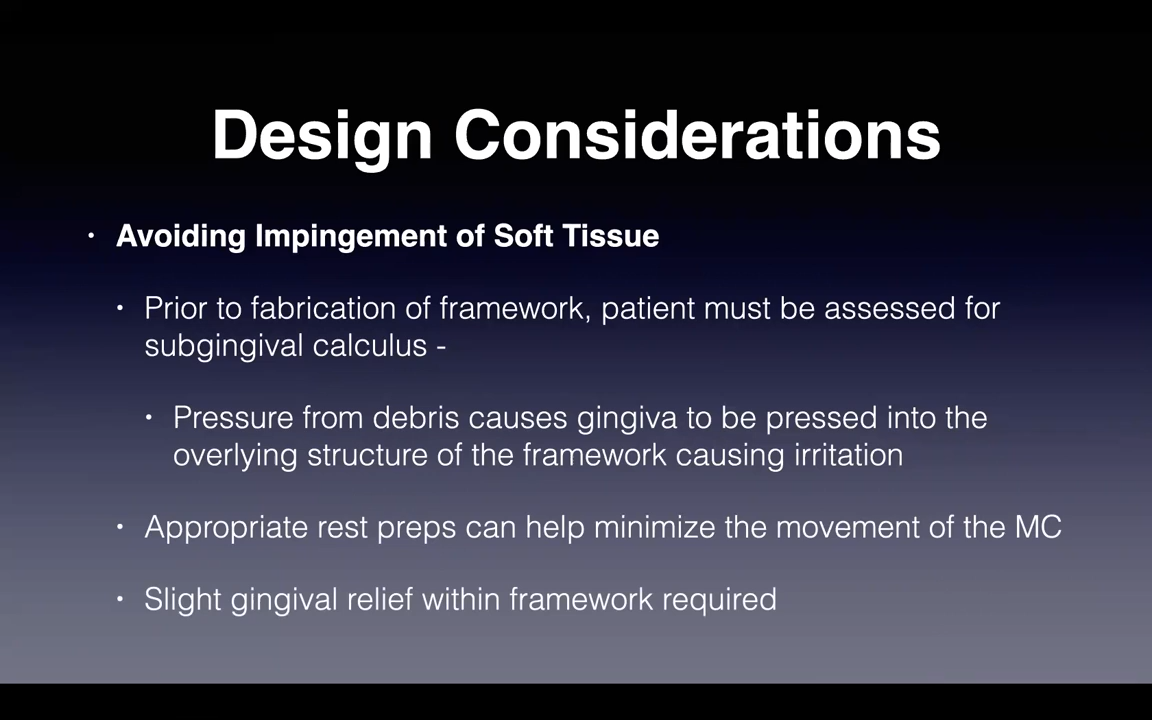 Design Considerations
• Avoiding Impingement of Soft Tissue
• Prior to fabrication of framework, patient must be assessed for
subgingival calculus -
• Pressure from debris causes gingiva to be pressed into the
overlying structure of the framework causing irritation
• Appropriate rest preps can help minimize the movement of the MC
• Slight gingival relief within framework required